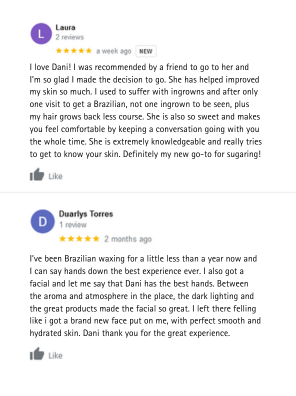 L
Laura
2 reviews
a week ago NEW
I love Dani! I was recommended by a friend to go to her and
I'm so glad I made the decision to go. She has helped improved
my skin so much. I used to suffer with ingrowns and after only
one visit to get a Brazilian, not one ingrown to be seen, plus
my hair grows back less course. She is also so sweet and makes
you feel comfortable by keeping a conversation going with you
the whole time. She is extremely knowledgeable and really tries
to get to know your skin. Definitely my new go-to for sugaring!
Like
D
Duarlys Torres
1 review
2 months ago
I've been Brazilian waxing for a little less than a year now and
I can say hands down the best experience ever. I also got a
facial and let me say that Dani has the best hands. Between
the aroma and atmosphere in the place, the dark lighting and
the great products made the facial so great. I left there felling
like i got a brand new face put on me, with perfect smooth and
hydrated skin. Dani thank you for the great experience.
Like